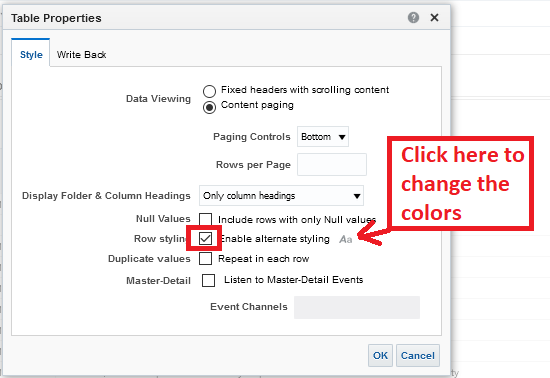 Table Properties
Style
Write Back
Data Viewing
Fixed headers with scrolling content
Content paging
Paging Controls
Bottom
Rows per Page
Click here to
change the
colors
Display Folder & Column Headings
Only column headings
Null Values
Include rows with only Null values
Row styling
Enable alternate styling
Aa
Duplicate values
Repeat in each row
Master-Detail
Listen to Master-Detail Events
Event Channels
OK
Cancel